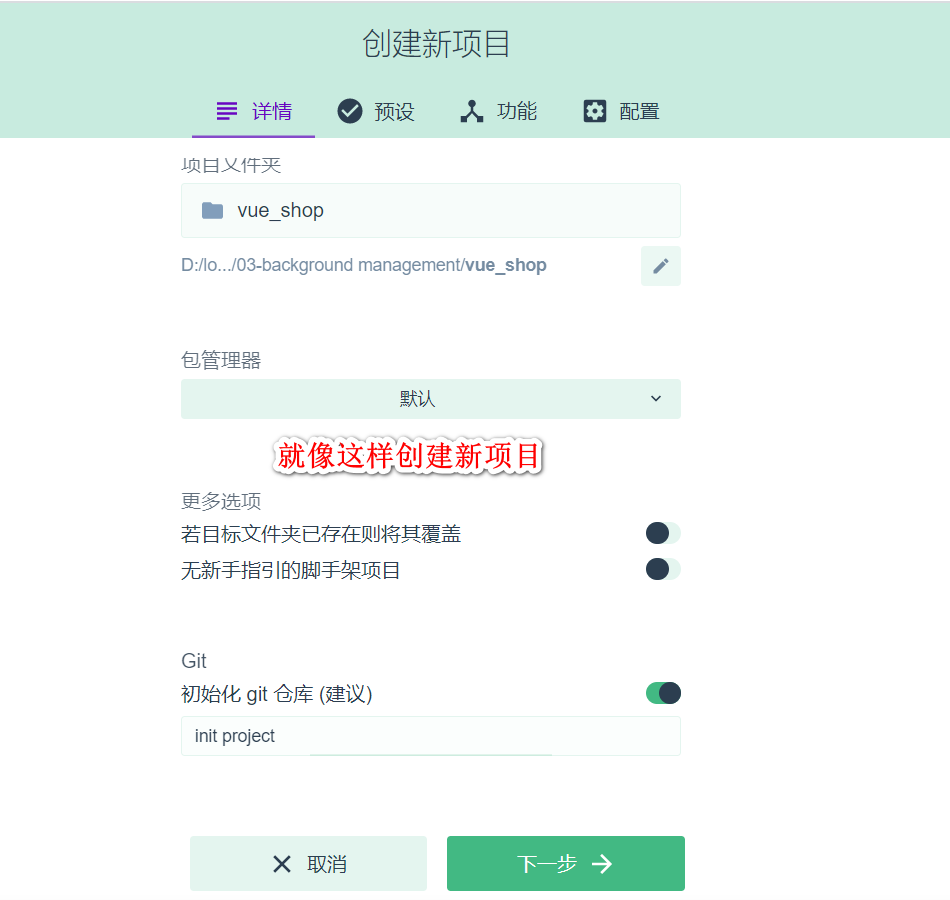 创建新项目
详情 预设 功能 配置
项目文件夹
vue_shop
D:/lo.../03-background management/vue_shop
包管理器
默认
就像这样创建新项目
更多选项
若目标文件夹已存在则将其覆盖
无新手指引的脚手架项目
Git
初始化 git 仓库 (建议)
init project
取消 下一步